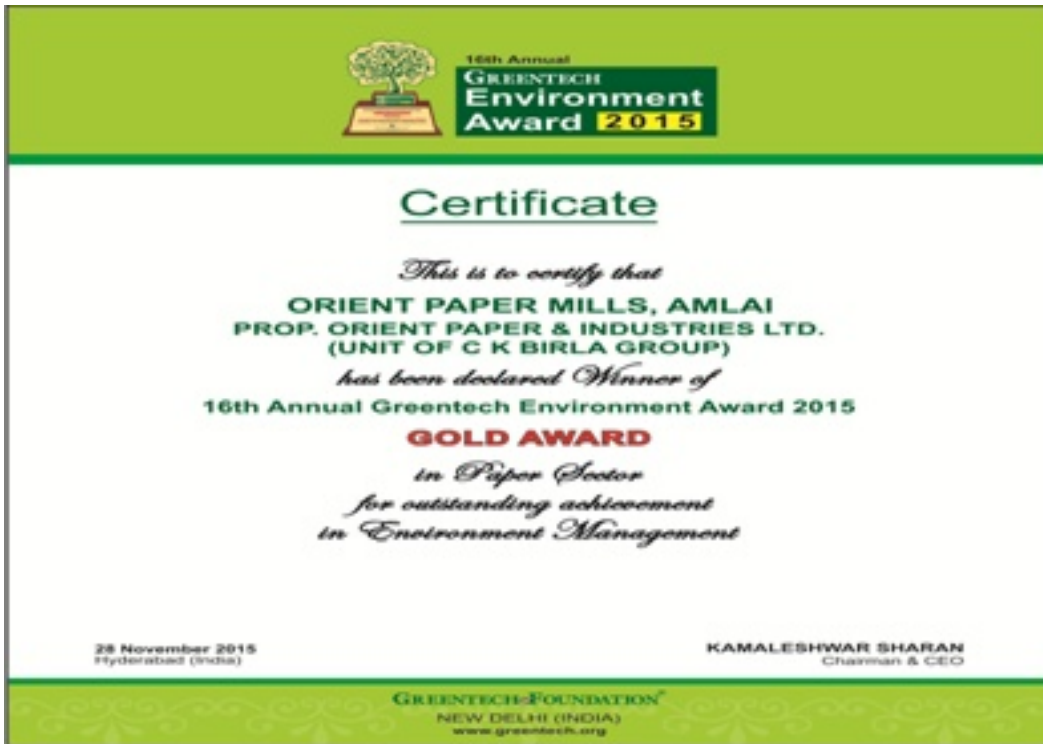 16th Annual
GREENTECH
Environment
Award 2015
Certificate
This is to certify that
ORIENT PAPER MILLS, AMLAI
PROP. ORIENT PAPER & INDUSTRIES LTD.
(UNIT OF C K BIRLA GROUP)
has been declared Winner of
16th Annual Greentech Environment Award 2015
GOLD AWARD
in Paper Sector
for outstanding achievement
in Environment Management
28 November 2015
Hyderabad (India)
KAMALESHWAR SHARAN
Chairman & CEO
GREENTECH FOUNDATION
NEW DELHI (INDIA)
www.greentech.org